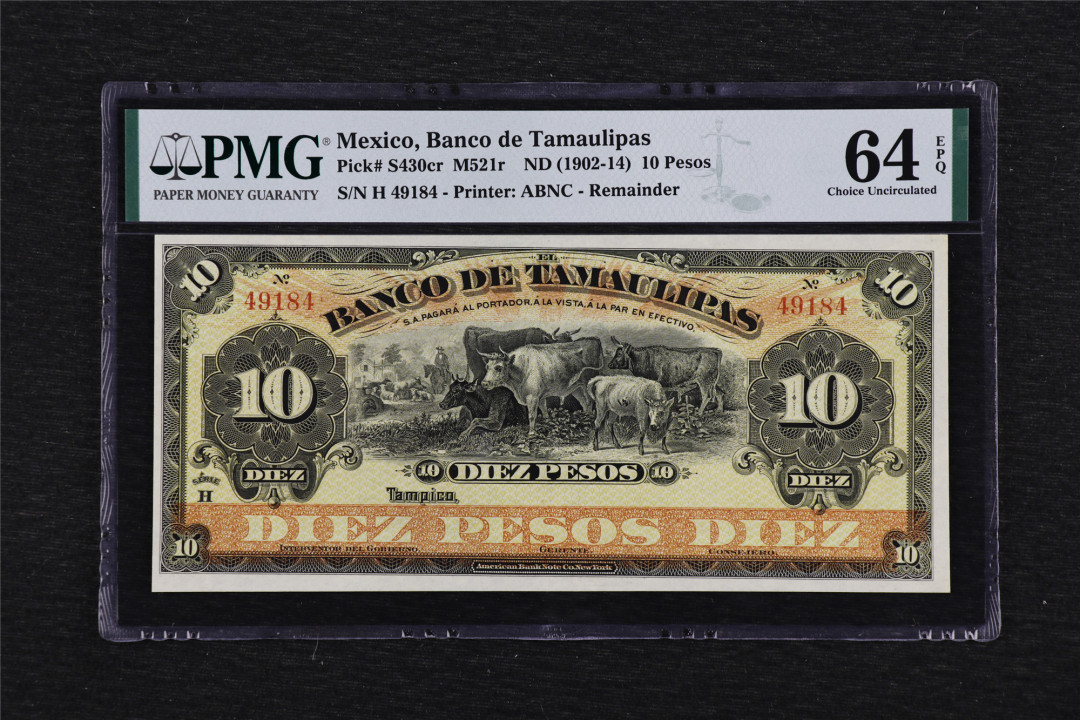 PMG®
PAPER MONEY GUARANTY
Mexico, Banco de Tamaulipas
Pick# S430cr M521r ND (1902-14) 10 Pesos
S/N H 49184 - Printer: ABNC - Remainder
64 EPQ
Choice Uncirculated
10
10
EL
BANCO DE TAMAULIPAS
Nº
49184
Nº
49184
S.A. PAGARÁ AL PORTADOR, Á LA VISTA, Á LA PAR EN EFECTIVO.
10
10
DIEZ
10 DIEZ PESOS 10
DIEZ
SÉRIE
H
Tampico,
DIEZ PESOS DIEZ
10
10
INTERVENTOR DEL GOBIERNO. GERENTE. CONSEJERO.
American Bank Note Co. New York